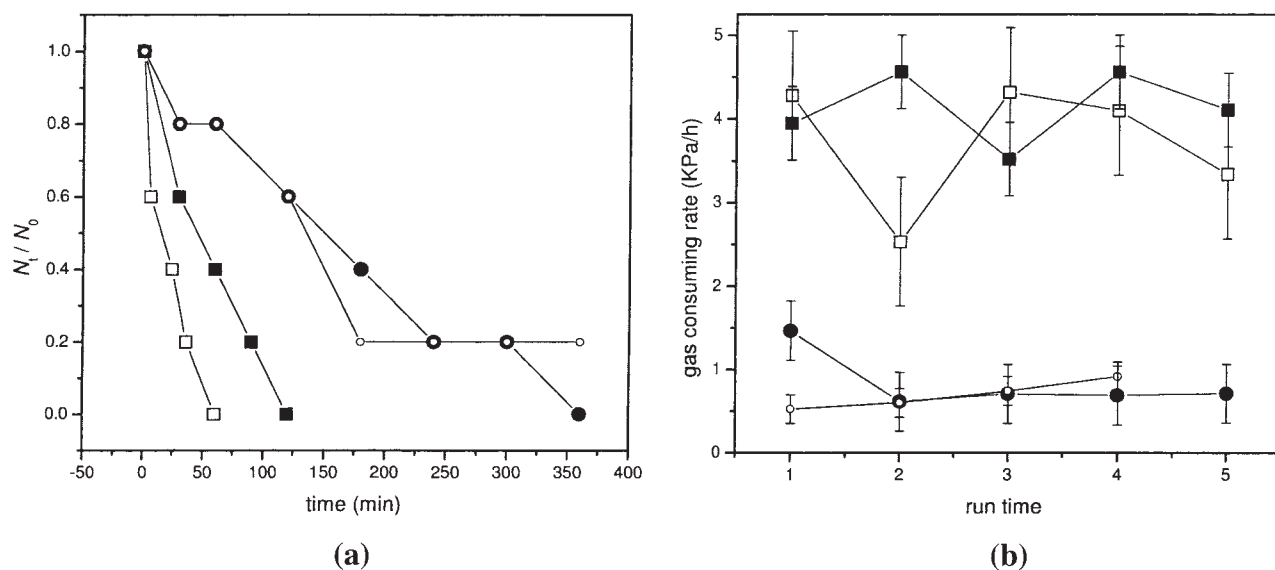 1.0
0.8
0.6
0.4
0.2
0.0
N_t / N_0
-50 0 50 100 150 200 250 300 350 400
time (min)
(a)
5
4
3
2
1
0
gas consuming rate (KPa/h)
1 2 3 4 5
run time
(b)